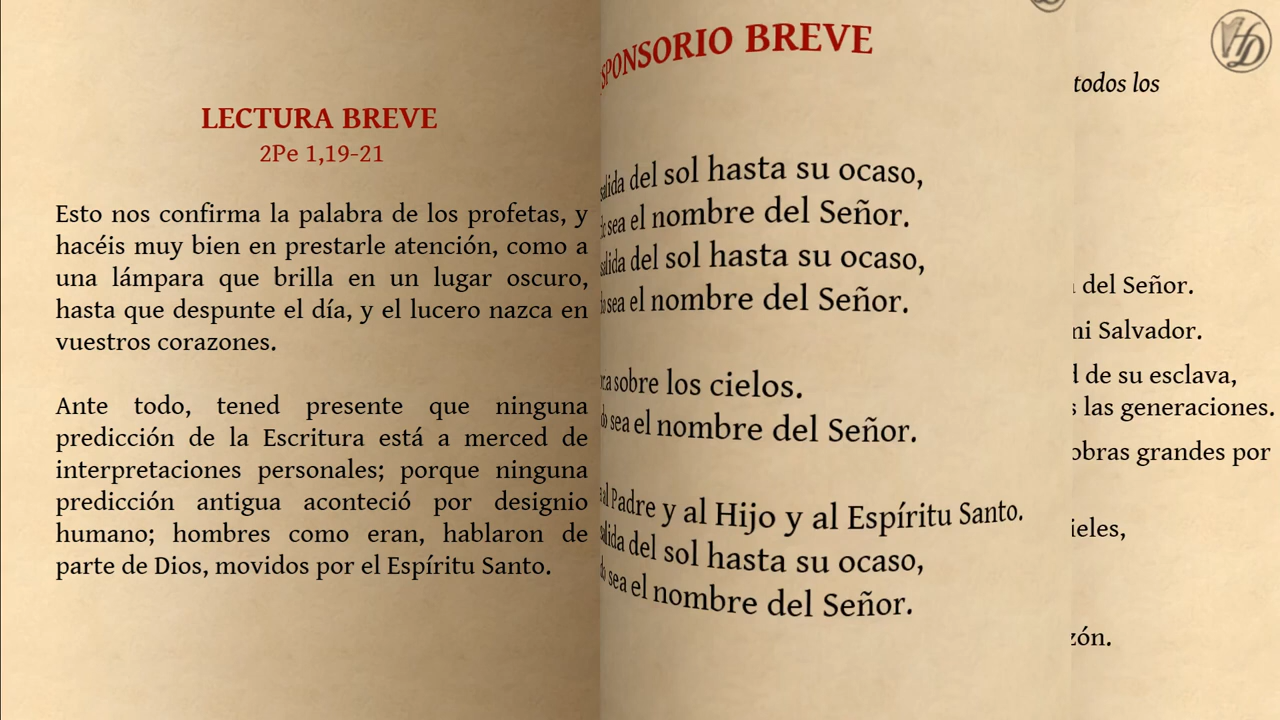 LECTURA BREVE
2Pe 1,19-21
Esto nos confirma la palabra de los profetas, y
hacéis muy bien en prestarle atención, como a
una lámpara que brilla en un lugar oscuro,
hasta que despunte el día, y el lucero nazca en
vuestros corazones.
Ante todo, tened presente que ninguna
predicción de la Escritura está a merced de
interpretaciones personales; porque ninguna
predicción antigua aconteció por designio
humano; hombres como eran, hablaron de
parte de Dios, movidos por el Espíritu Santo.
SPONSORIO BREVE
salida del sol hasta su ocaso,
sea el nombre del Señor.
salida del sol hasta su ocaso,
sea el nombre del Señor.
sobre los cielos.
sea el nombre del Señor.
al Padre y al Hijo y al Espíritu Santo.
salida del sol hasta su ocaso,
sea el nombre del Señor.
todos los
del Señor.
mi Salvador.
de su esclava,
las generaciones.
obras grandes por
ieles,
zón.